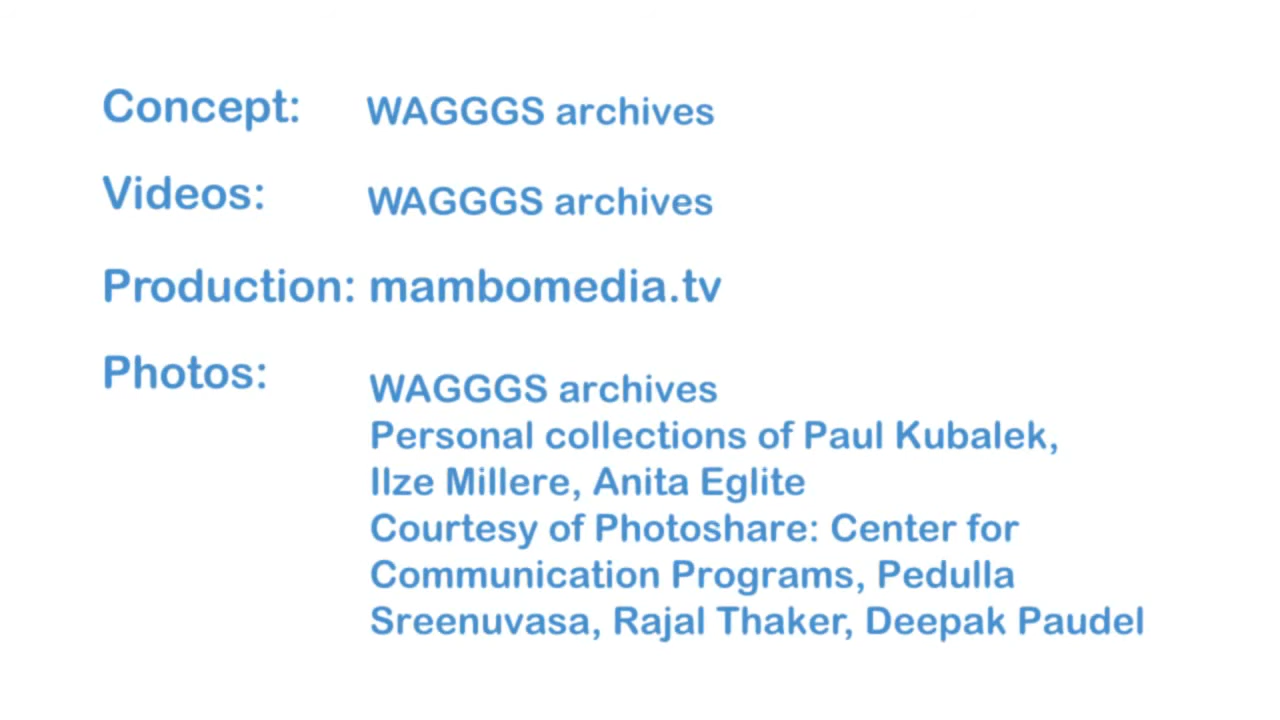 Concept: WAGGGS archives
Videos: WAGGGS archives
Production: mambomedia.tv
Photos: WAGGGS archives
Personal collections of Paul Kubalek,
Ilze Millere, Anita Eglite
Courtesy of Photoshare: Center for
Communication Programs, Pedulla
Sreenuvasa, Rajal Thaker, Deepak Paudel